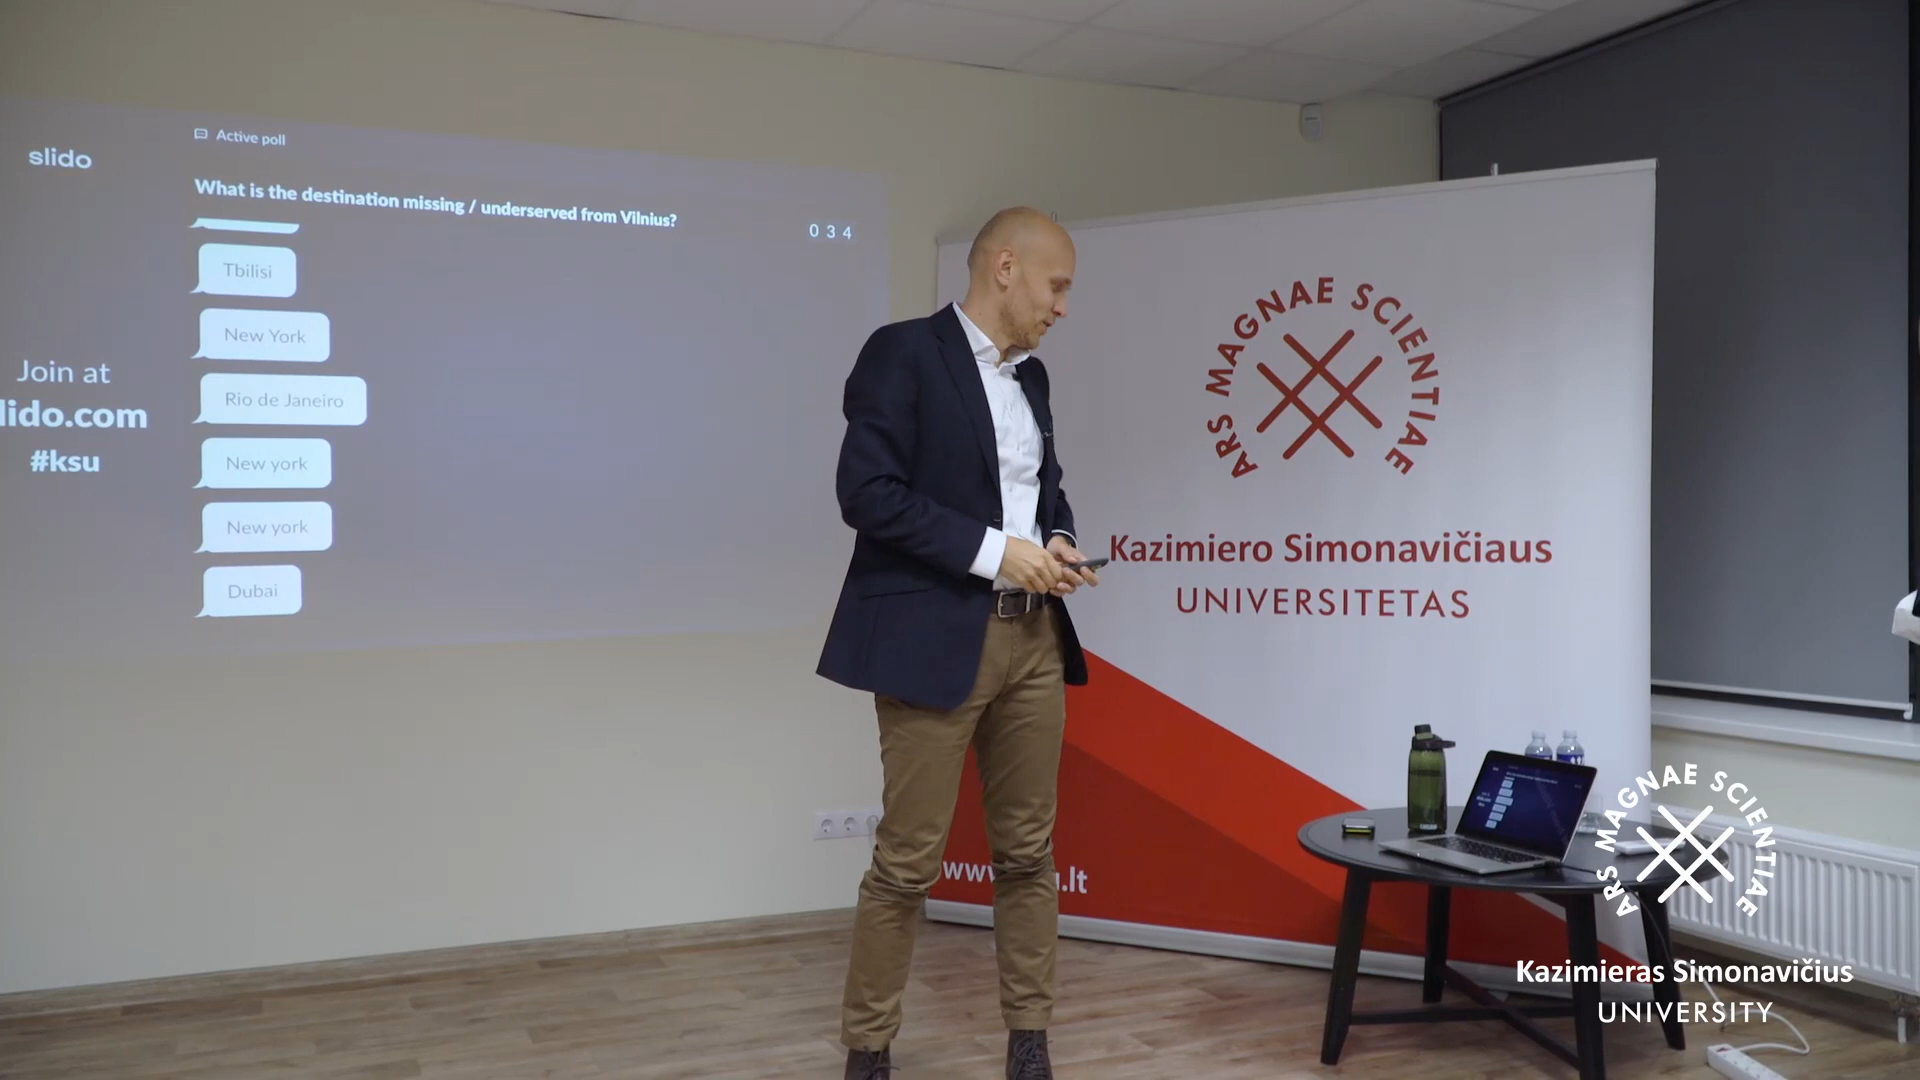 slido
Active poll
What is the destination missing / underserved from Vilnius?
0 3 4
Tbilisi
New York
Rio de Janeiro
New york
New york
Dubai
Join at
lido.com
#ksu
ARS MAGNAE SCIENTIAE
Kazimiero Simonavičiaus
UNIVERSITETAS
.lt
ARS MAGNAE SCIENTIAE
Kazimieras Simonavičius
UNIVERSITY